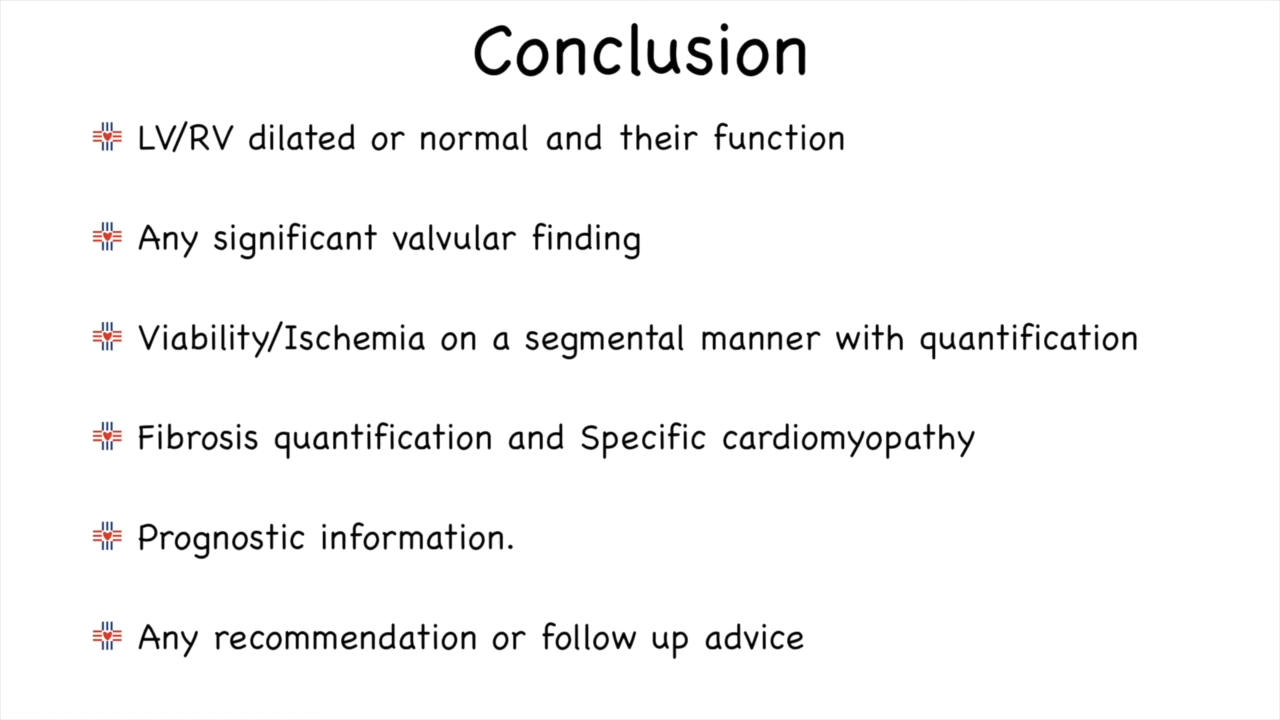 Conclusion
LV/RV dilated or normal and their function
Any significant valvular finding
Viability/Ischemia on a segmental manner with quantification
Fibrosis quantification and Specific cardiomyopathy
Prognostic information.
Any recommendation or follow up advice